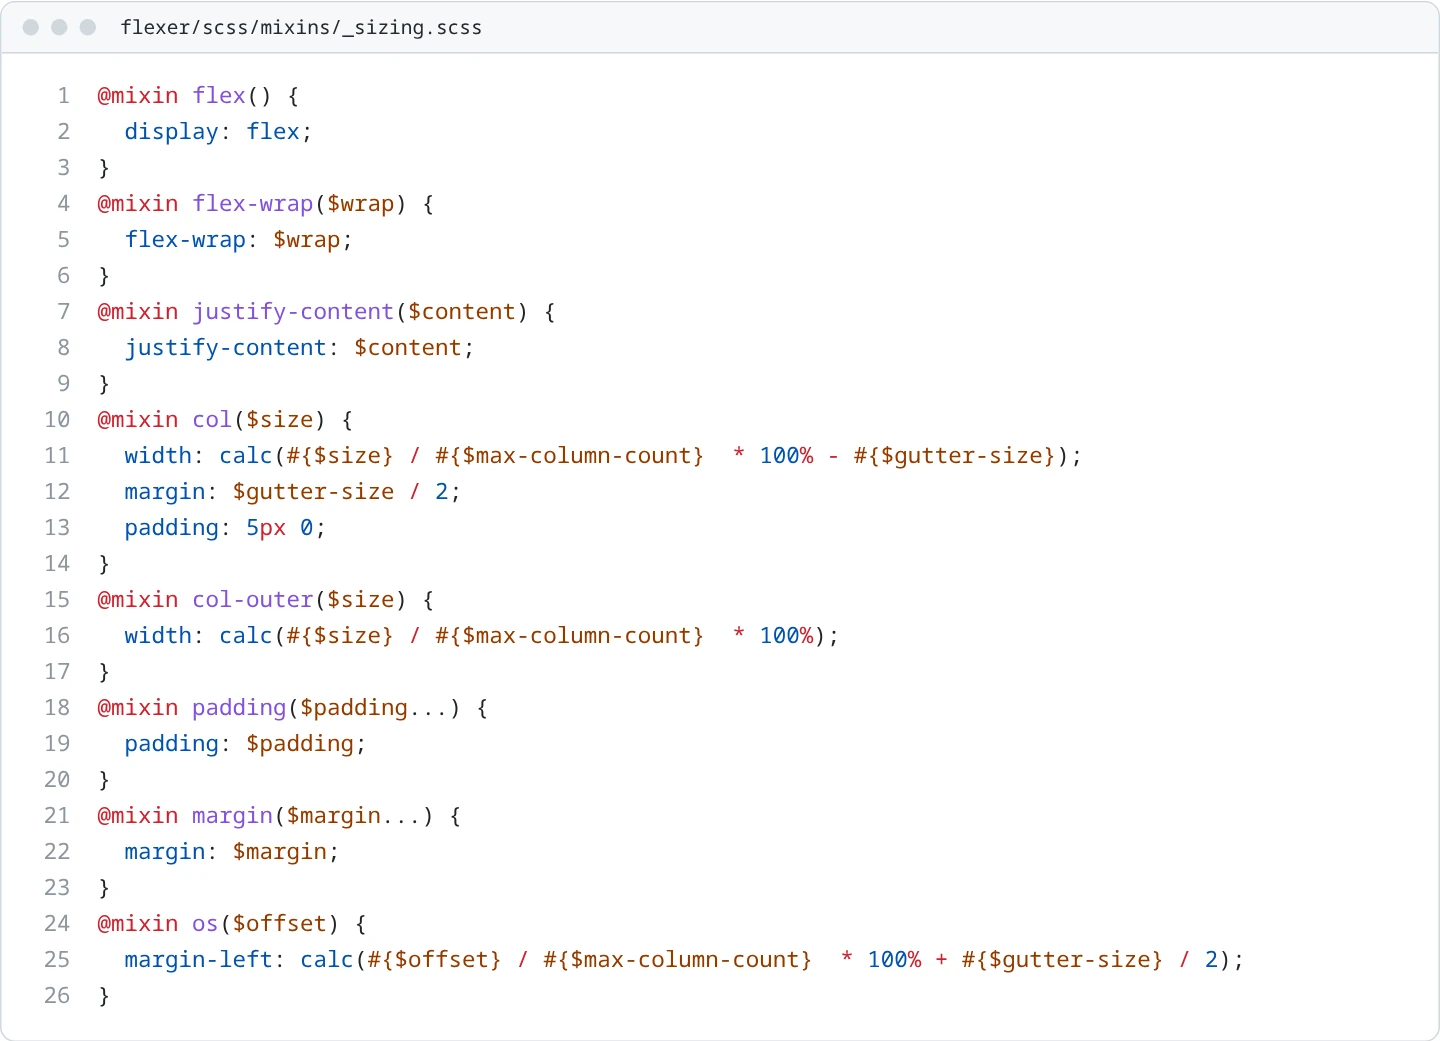 flexer/scss/mixins/_sizing.scss
1 @mixin flex() {
2   display: flex;
3 }
4 @mixin flex-wrap($wrap) {
5   flex-wrap: $wrap;
6 }
7 @mixin justify-content($content) {
8   justify-content: $content;
9 }
10 @mixin col($size) {
11   width: calc(#{$size} / #{$max-column-count}  * 100% - #{$gutter-size});
12   margin: $gutter-size / 2;
13   padding: 5px 0;
14 }
15 @mixin col-outer($size) {
16   width: calc(#{$size} / #{$max-column-count}  * 100%);
17 }
18 @mixin padding($padding...) {
19   padding: $padding;
20 }
21 @mixin margin($margin...) {
22   margin: $margin;
23 }
24 @mixin os($offset) {
25   margin-left: calc(#{$offset} / #{$max-column-count}  * 100% + #{$gutter-size} / 2);
26 }